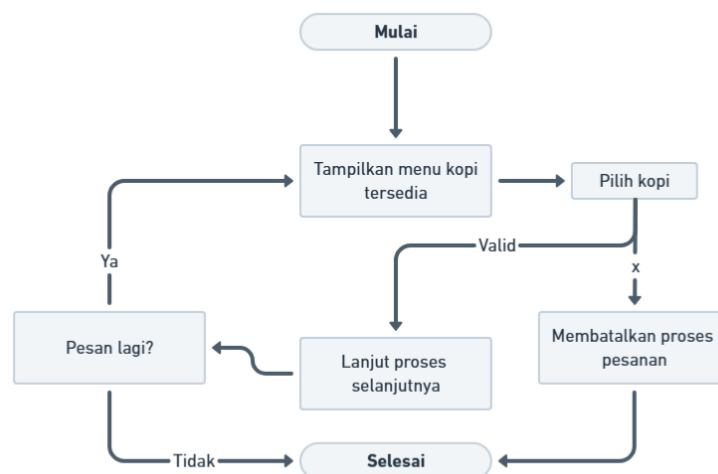 Mulai
Tampilkan menu kopi
tersedia
Pilih kopi
Valid
Ya
x
Pesan lagi?
Lanjut proses
selanjutnya
Membatalkan proses
pesanan
Tidak
Selesai